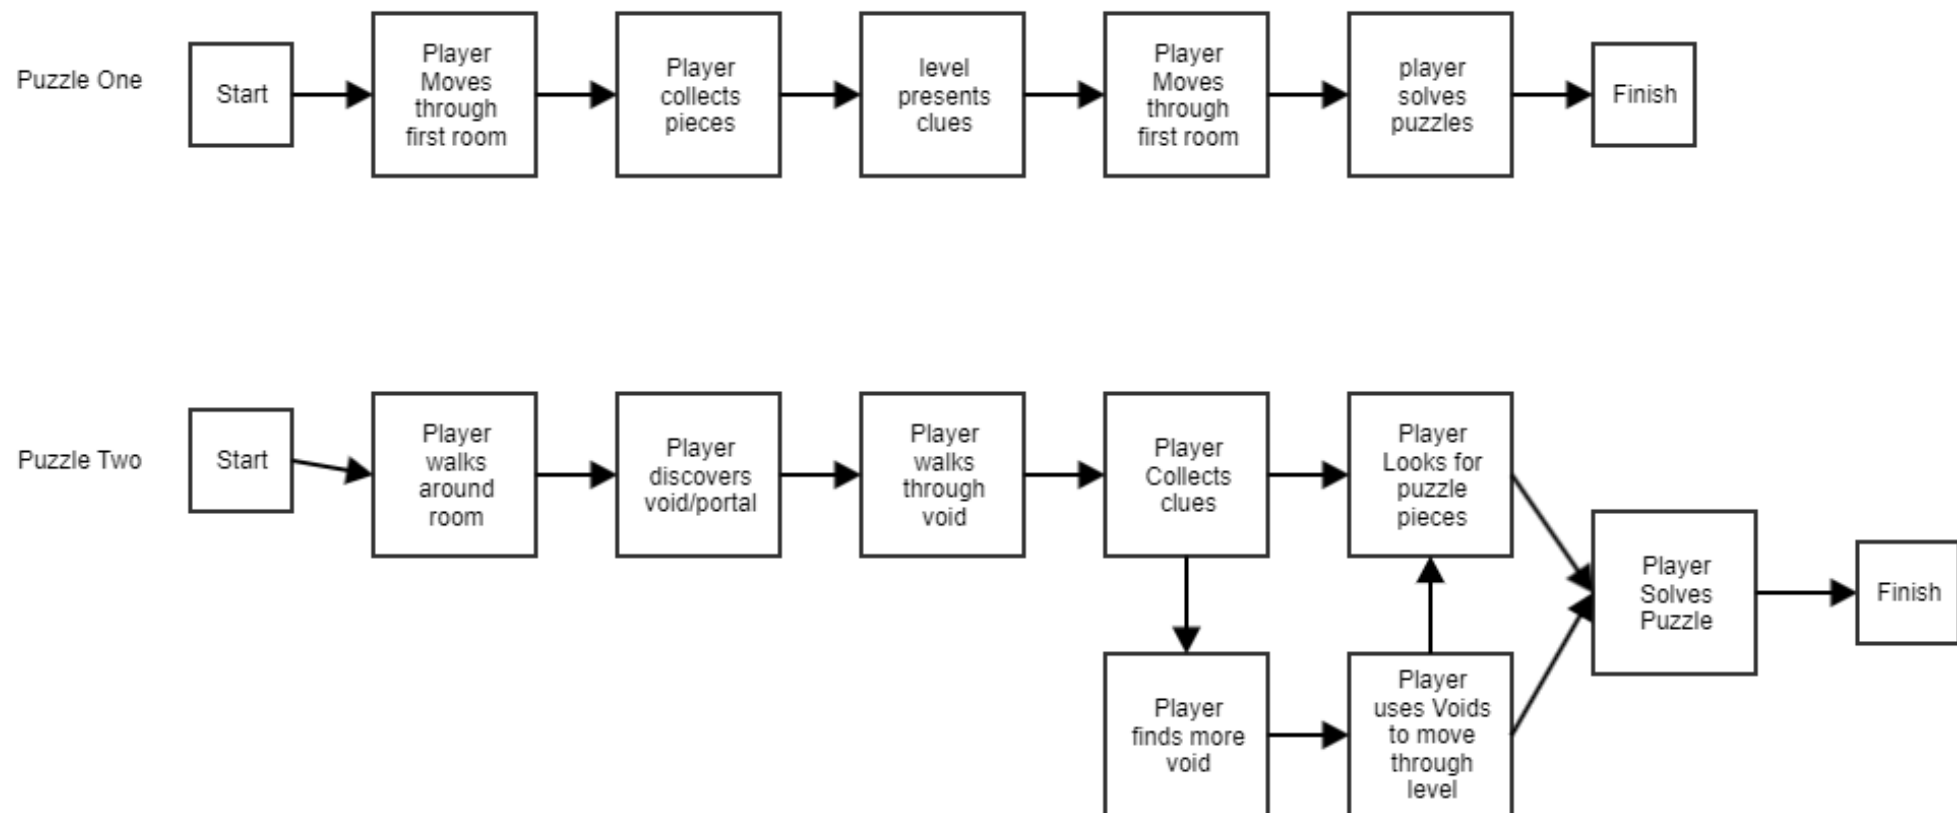 Puzzle One
Start
Player
Moves
through
first room
Player
collects
pieces
level
presents
clues
Player
Moves
through
first room
player
solves
puzzles
Finish
Puzzle Two
Start
Player
walks
around
room
Player
discovers
void/portal
Player
walks
through
void
Player
Collects
clues
Player
Looks for
puzzle
pieces
Player
finds more
void
Player
uses Voids
to move
through
level
Player
Solves
Puzzle
Finish